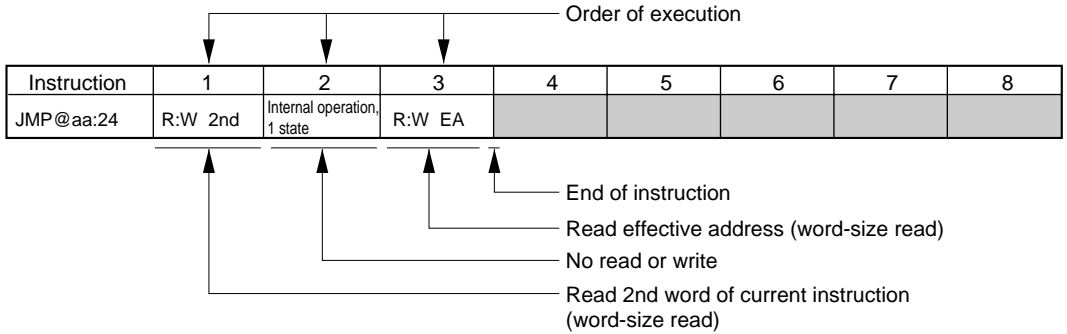 Order of execution
Instruction 1 2 3 4 5 6 7 8
JMP@aa:24 R:W 2nd Internal operation, 1 state R:W EA
End of instruction
Read effective address (word-size read)
No read or write
Read 2nd word of current instruction
(word-size read)